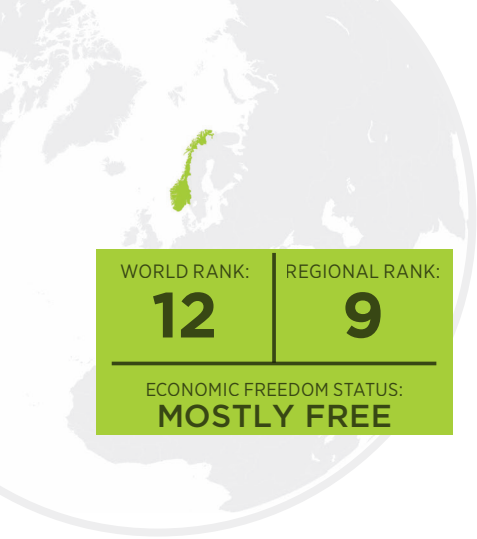 WORLD RANK:
12
REGIONAL RANK:
9
ECONOMIC FREEDOM STATUS:
MOSTLY FREE